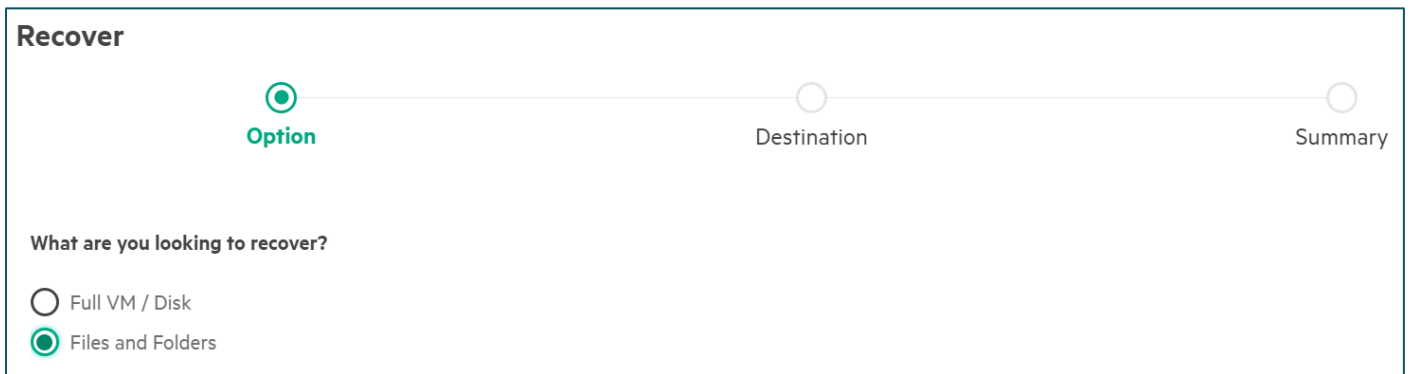 Recover
Option
Destination
Summary
What are you looking to recover?
Full VM / Disk
Files and Folders